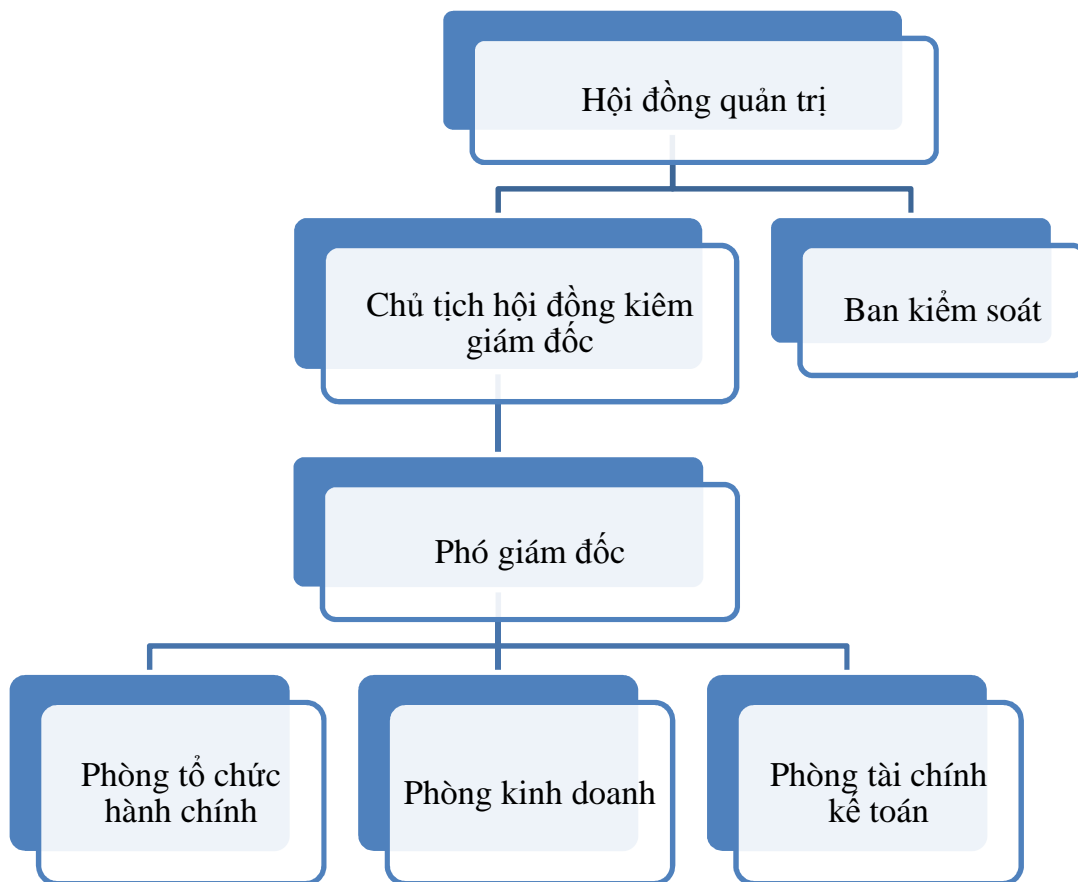 Hội đồng quản trị
Chủ tịch hội đồng kiêm
giám đốc
Ban kiểm soát
Phó giám đốc
Phòng tổ chức
hành chính
Phòng kinh doanh
Phòng tài chính
kế toán